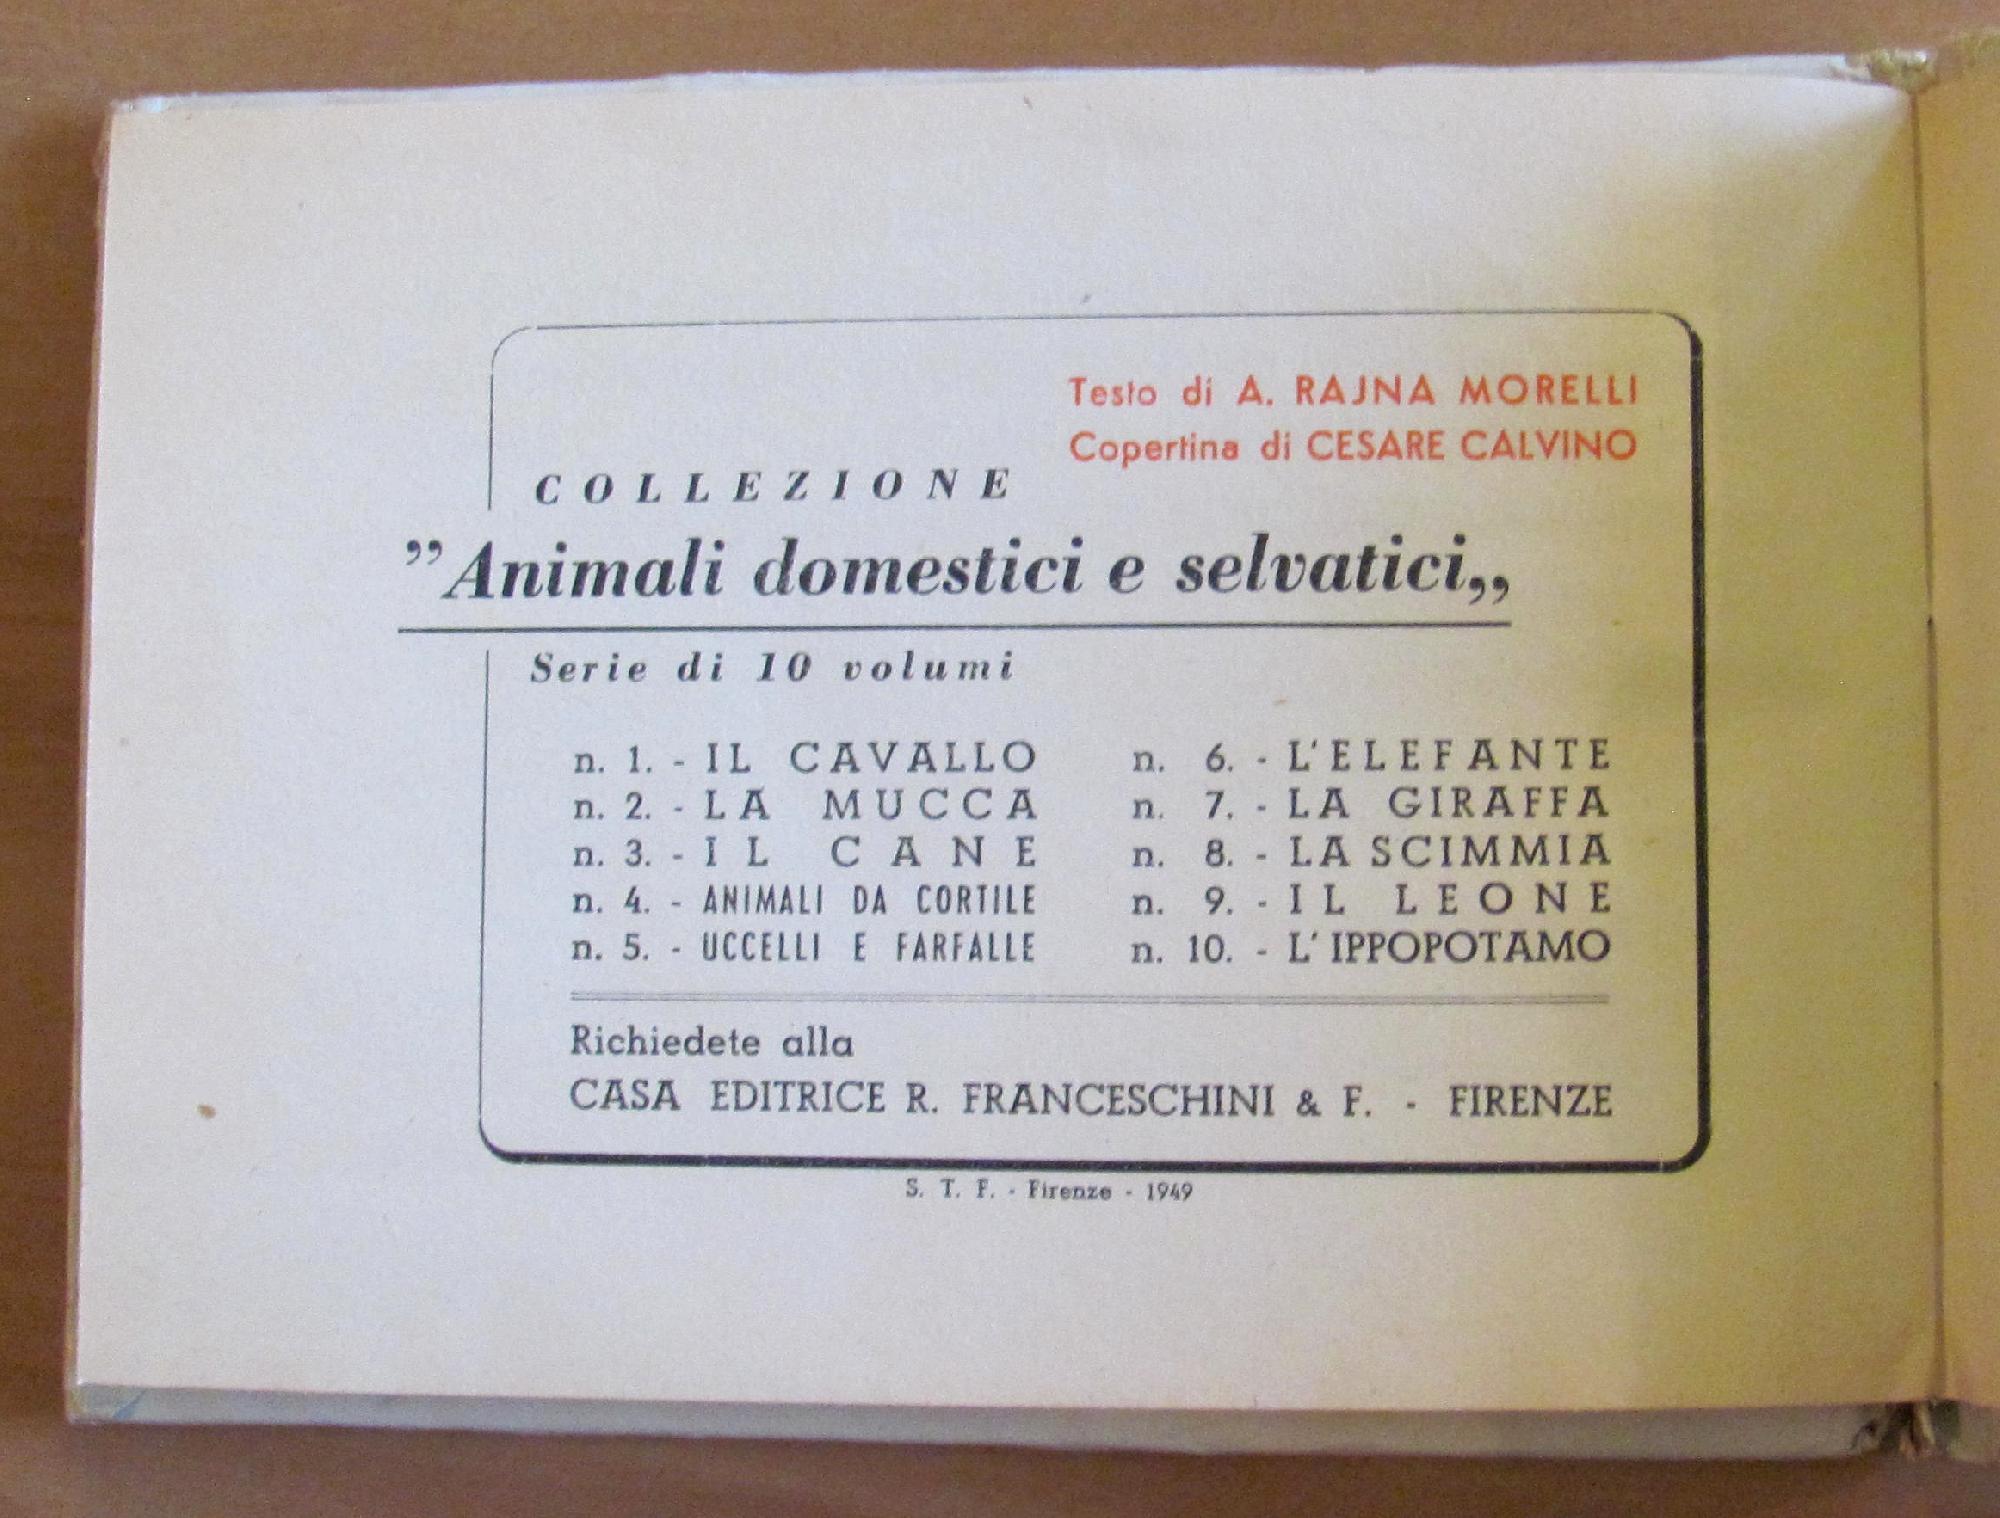 Testo di A. RAJNA MORELLI
Copertina di CESARE CALVINO
COLLEZIONE
”Animali domestici e selvatici„
Serie di 10 volumi
n. 1. - IL CAVALLO
n. 2. - LA MUCCA
n. 3. - IL CANE
n. 4. - ANIMALI DA CORTILE
n. 5. - UCCELLI E FARFALLE
n. 6. - L'ELEFANTE
n. 7. - LA GIRAFFA
n. 8. - LA SCIMMIA
n. 9. - IL LEONE
n. 10. - L'IPPOPOTAMO
Richiedete alla
CASA EDITRICE R. FRANCESCHINI & F. - FIRENZE
S. T. F. - Firenze - 1949